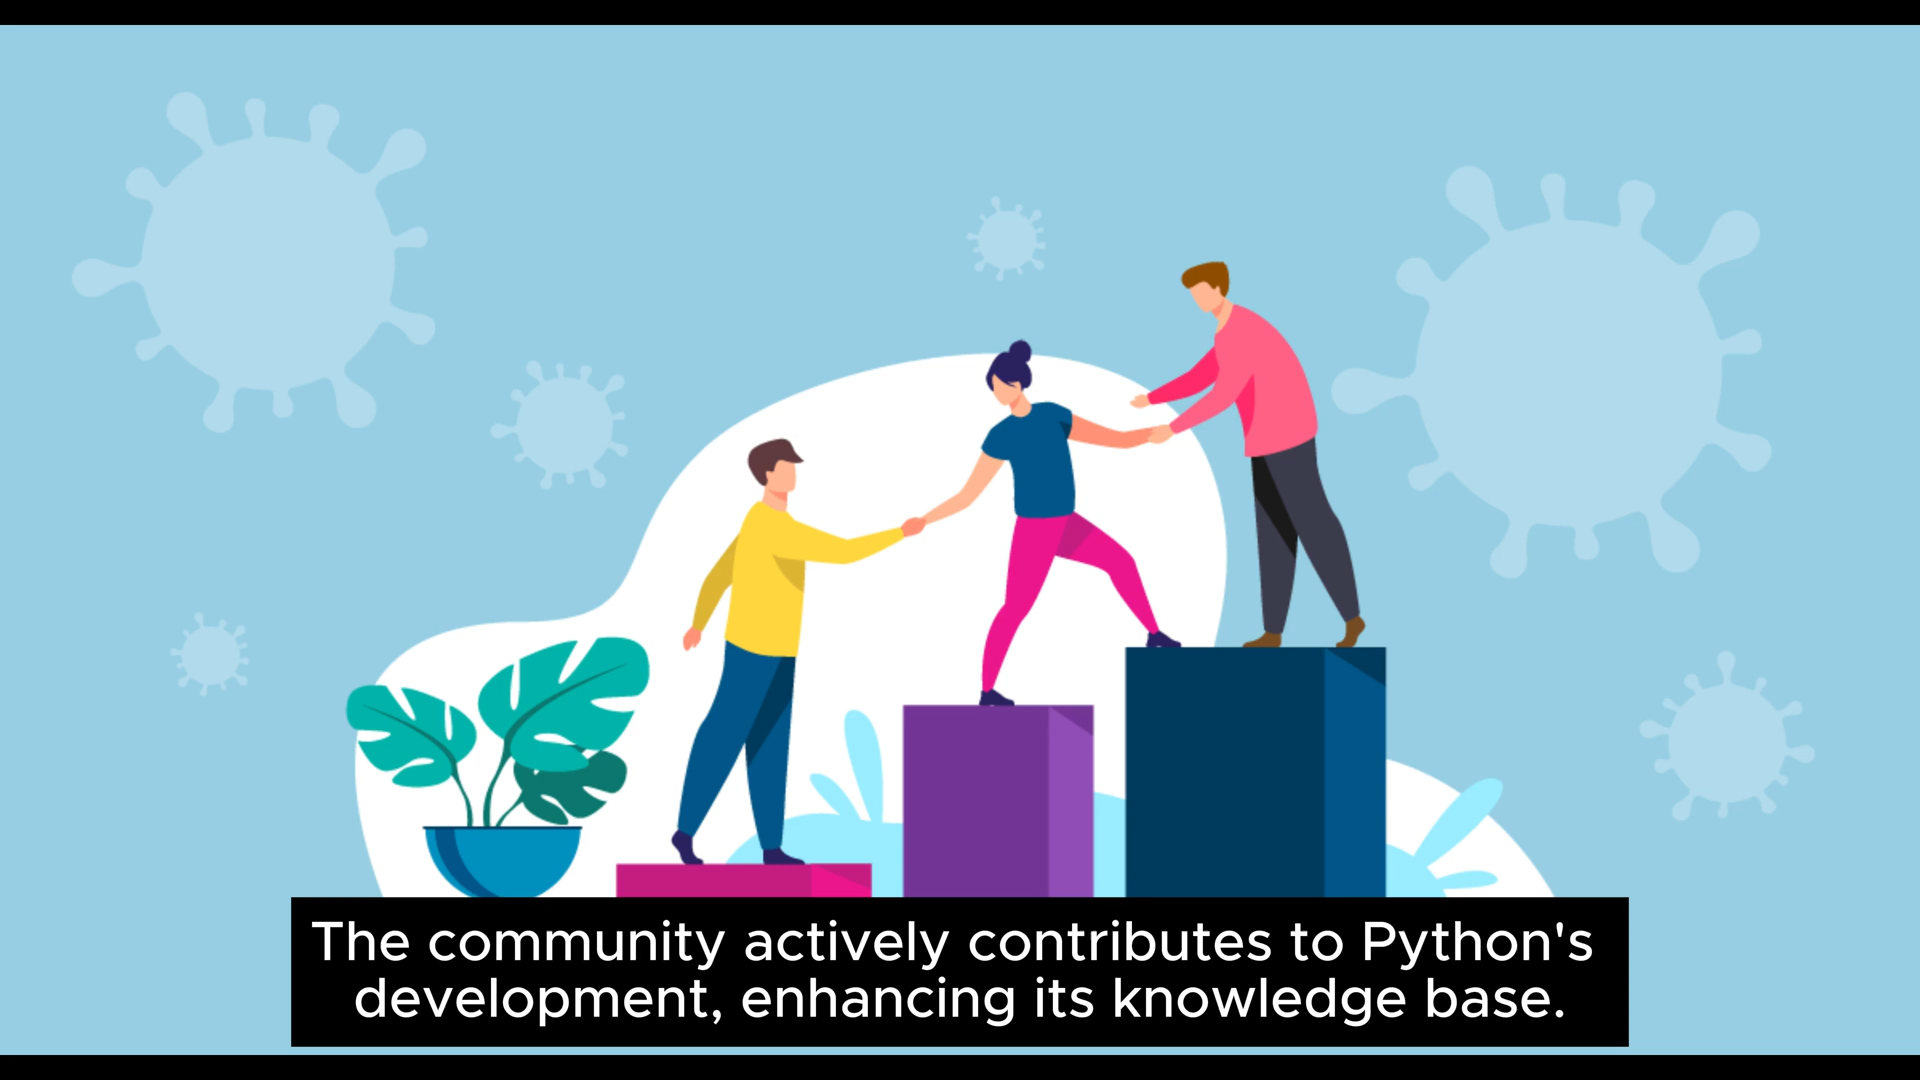 The community actively contributes to Python's
development, enhancing its knowledge base.